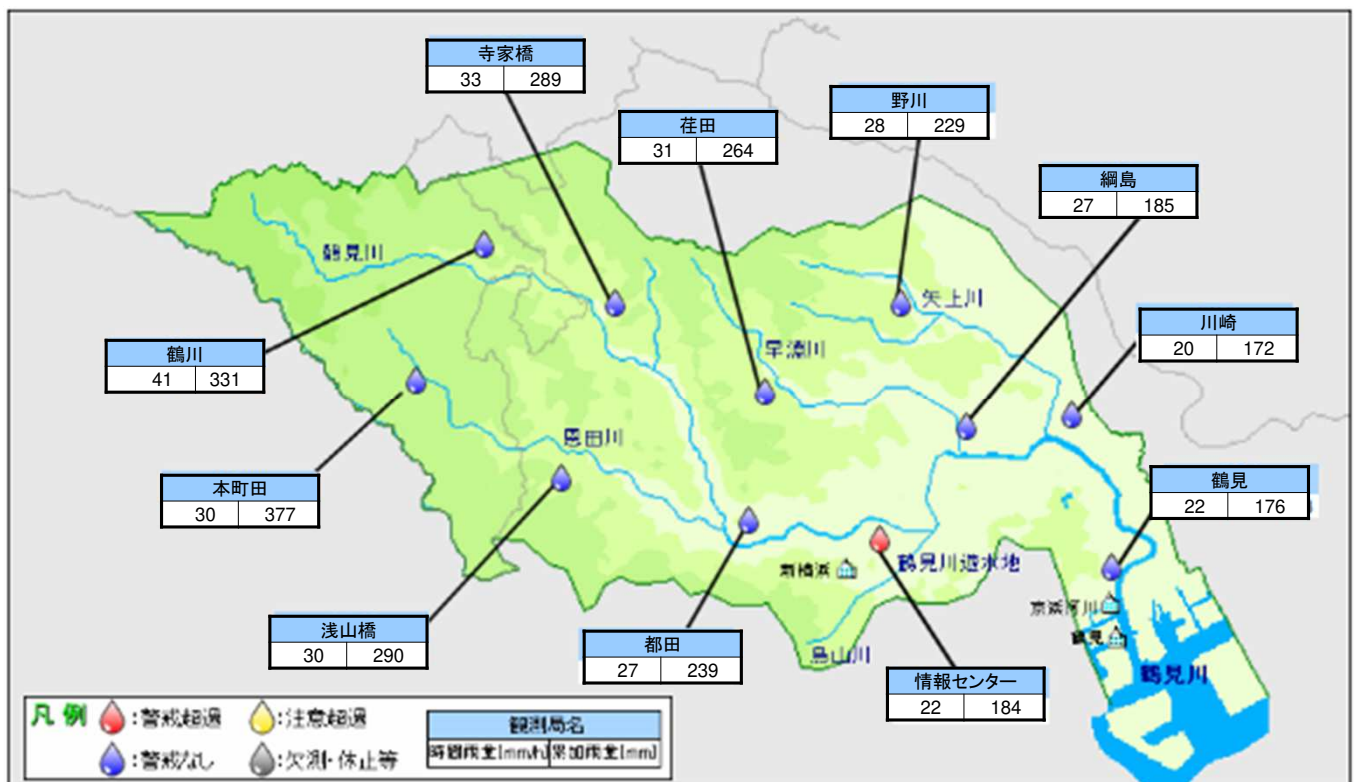 寺家橋
33 289
野川
28 229
荏田
31 264
綱島
27 185
鶴見川
矢上川
川崎
20 172
早淵川
鶴川
41 331
恩田川
本町田
30 377
鶴見
22 176
新横浜
鶴見川遊水地
京浜河川
浅山橋
30 290
都田
27 239
鳥山川
鶴見
鶴見川
情報センター
22 184
凡例
:警戒超過
:注意超過
:警戒なし
:欠測・休止等
観測局名
時間雨量[mm/h] 累加雨量[mm]